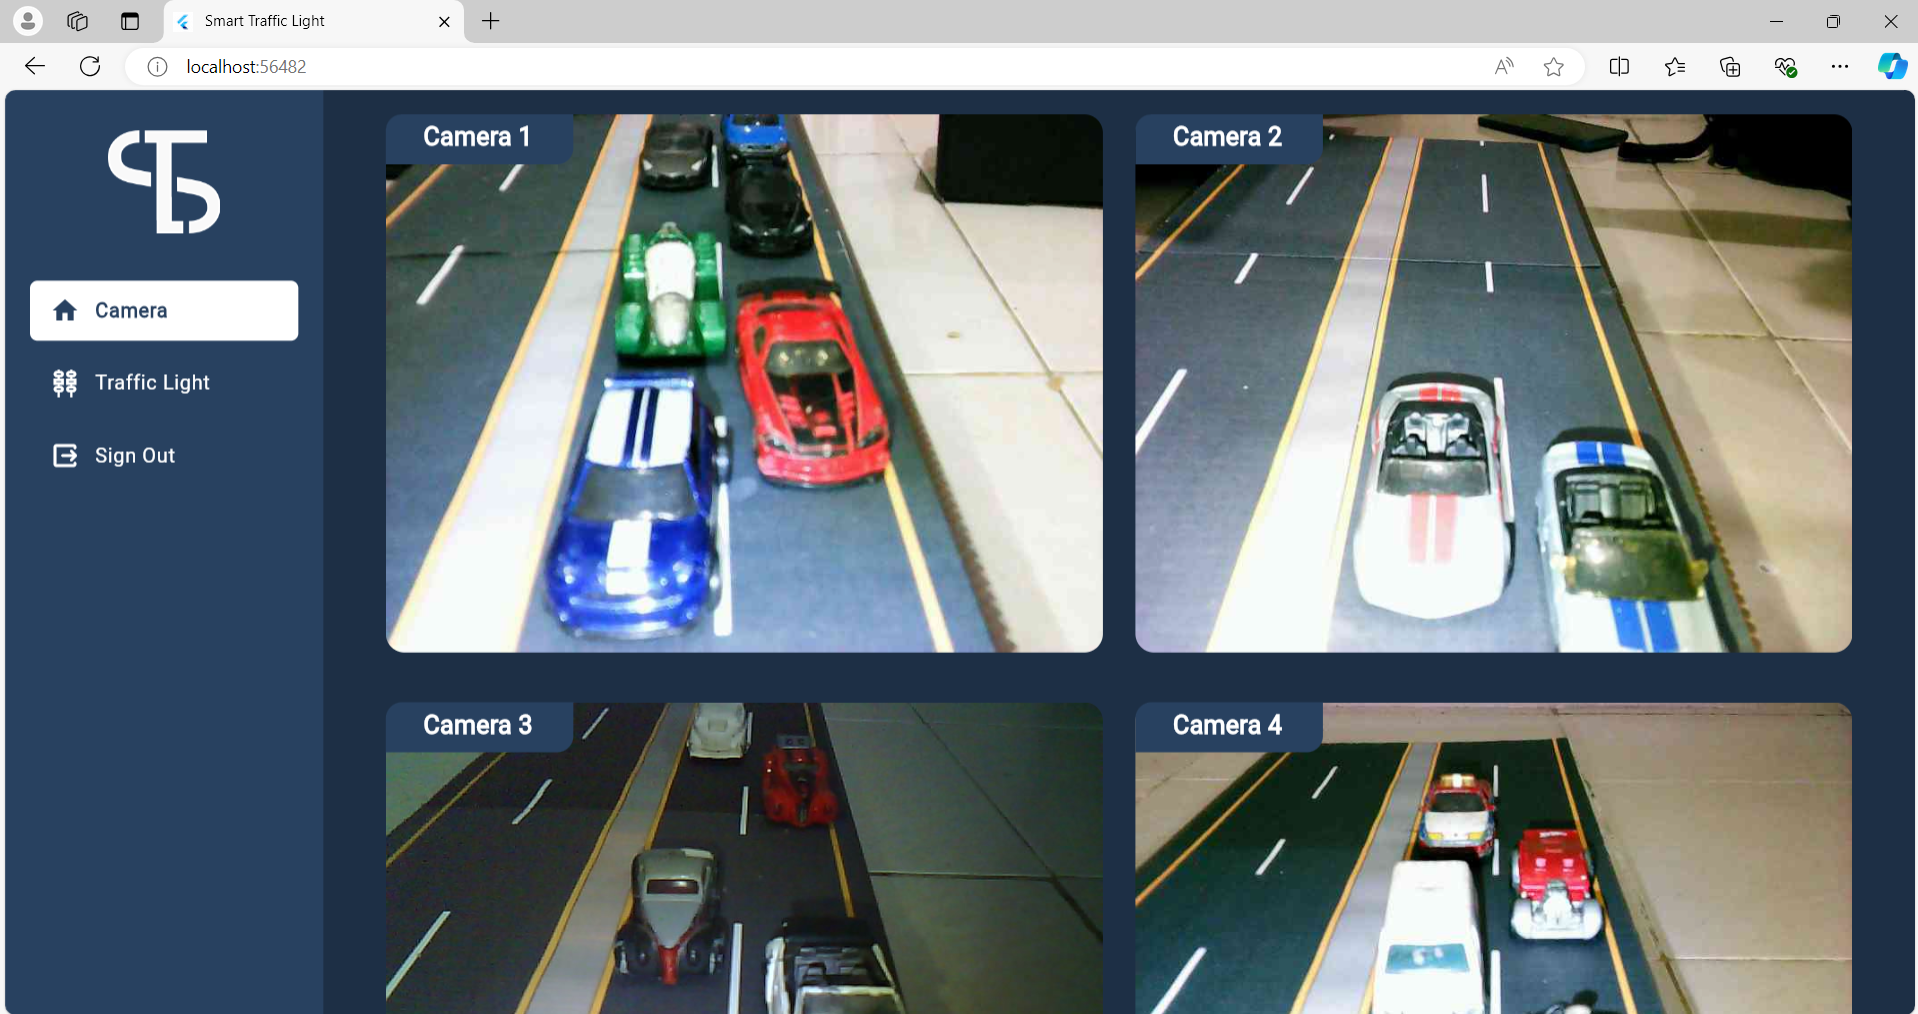 Smart Traffic Light
localhost:56482
Camera
Traffic Light
Sign Out
Camera 1
Camera 2
Camera 3
Camera 4